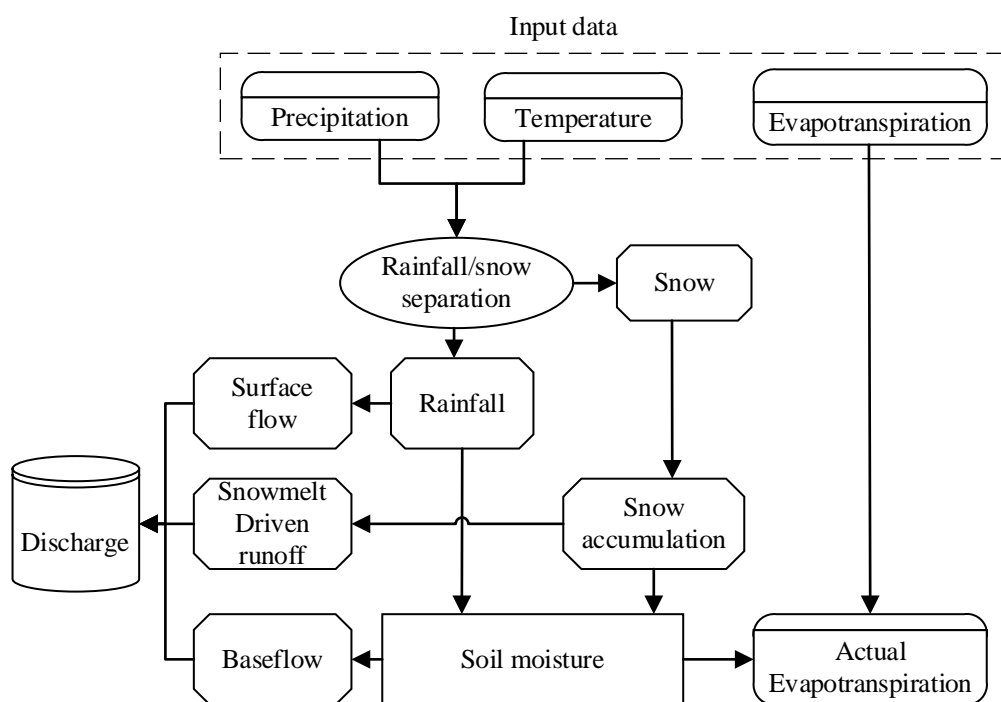 Input data
Precipitation
Temperature
Evapotranspiration
Rainfall/snow
separation
Snow
Surface
flow
Rainfall
Discharge
Snowmelt
Driven
runoff
Snow
accumulation
Baseflow
Soil moisture
Actual
Evapotranspiration